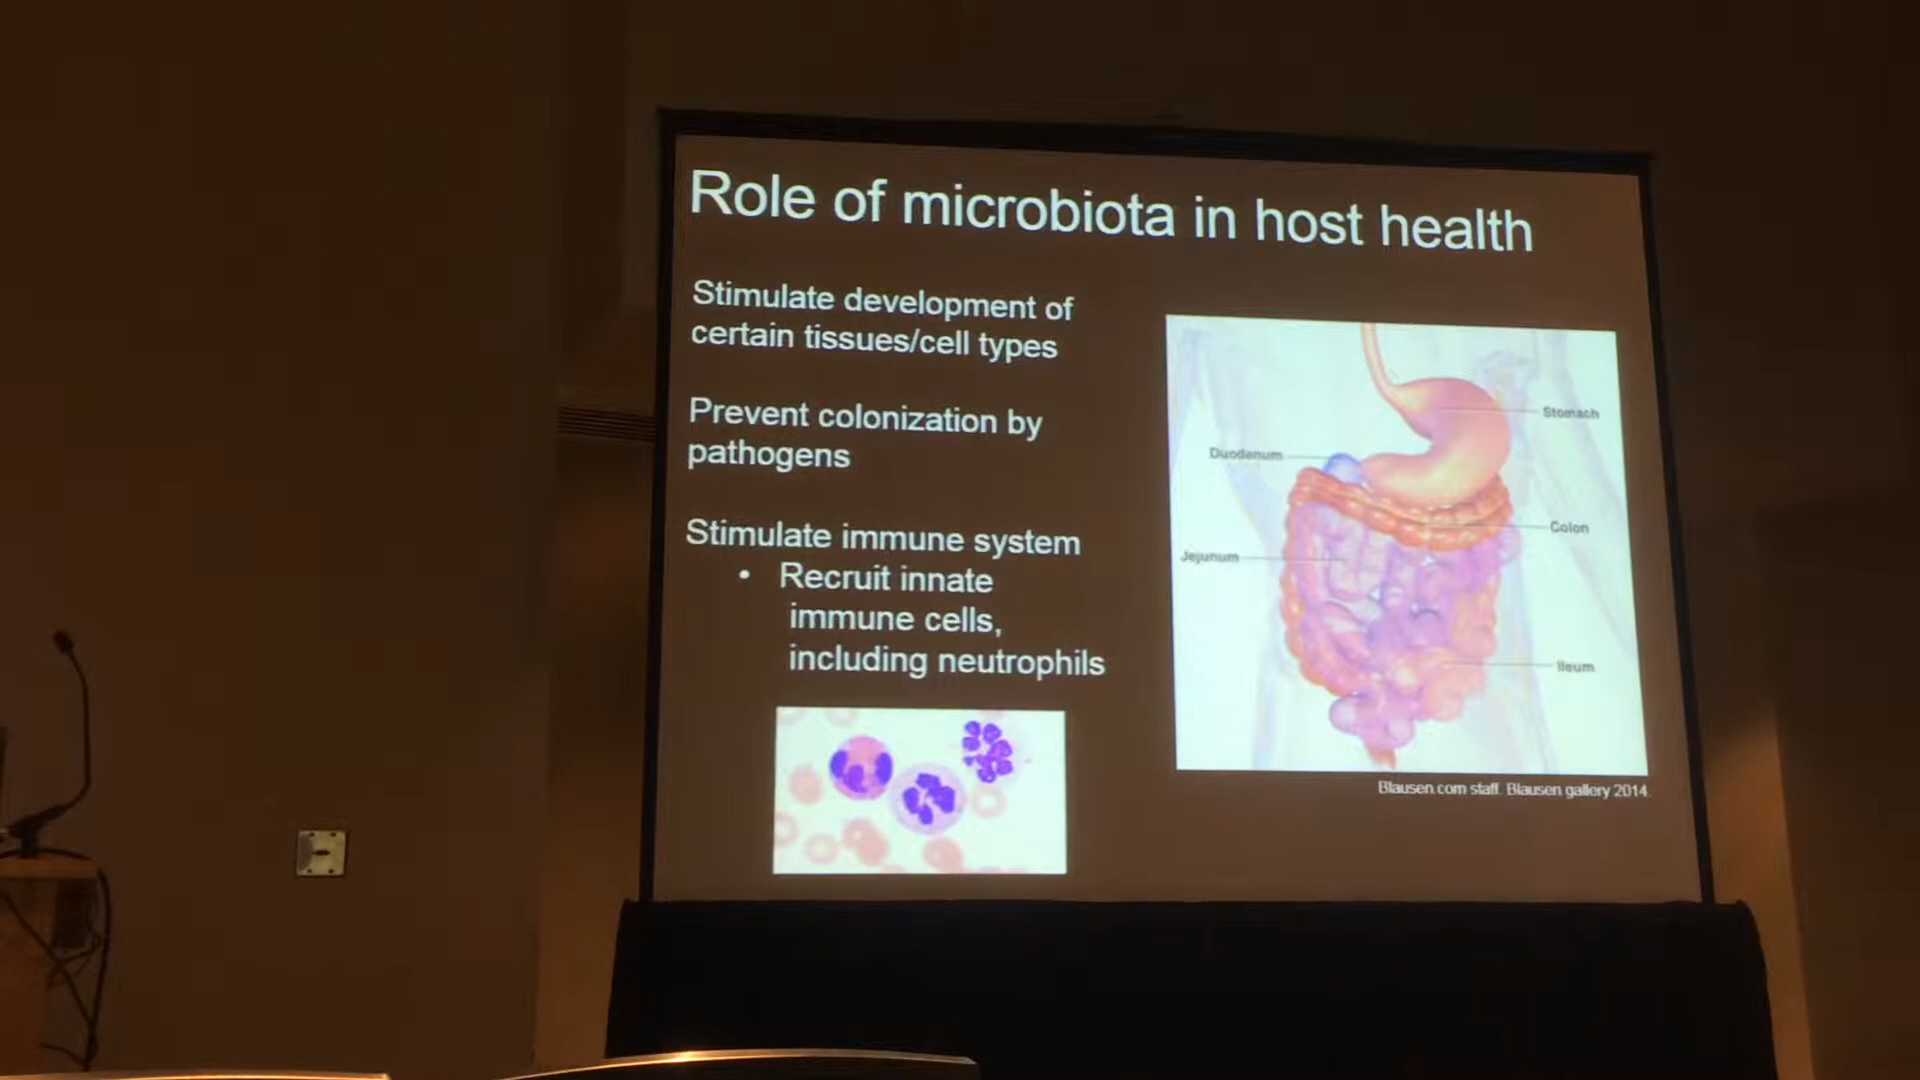 Role of microbiota in host health
Stimulate development of
certain tissues/cell types
Prevent colonization by
pathogens
Stimulate immune system
• Recruit innate
immune cells,
including neutrophils
Stomach
Duodenum
Colon
Jejunum
Ileum
Blausen.com staff. Blausen gallery 2014.